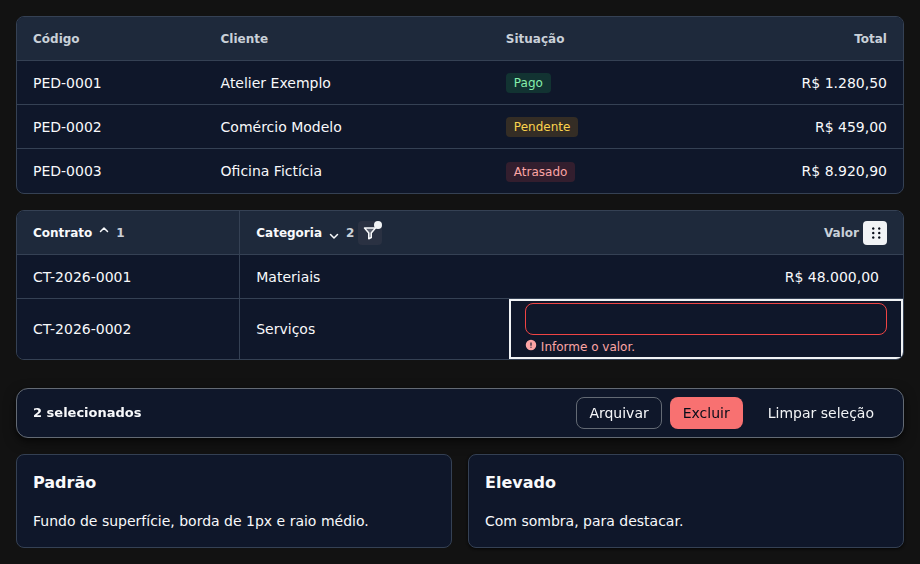 Código Cliente Situação Total
PED-0001 Atelier Exemplo Pago R$ 1.280,50
PED-0002 Comércio Modelo Pendente R$ 459,00
PED-0003 Oficina Fictícia Atrasado R$ 8.920,90
Contrato 1 Categoria 2 Valor
CT-2026-0001 Materiais R$ 48.000,00
CT-2026-0002 Serviços
Informe o valor.
2 selecionados Arquivar Excluir Limpar seleção
Padrão
Fundo de superfície, borda de 1px e raio médio.
Elevado
Com sombra, para destacar.